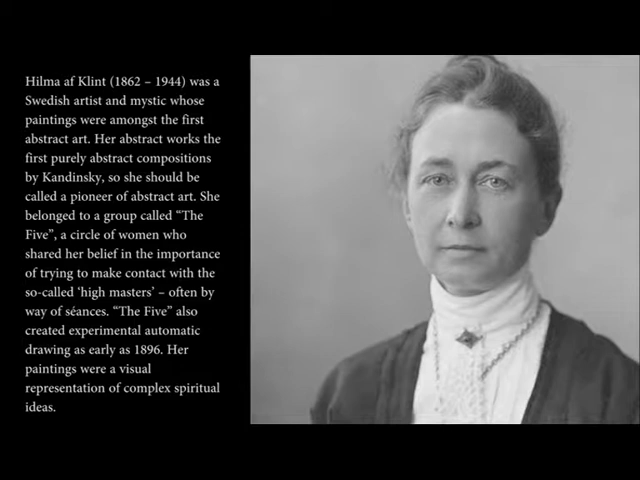 Hilma af Klint (1862 – 1944) was a
Swedish artist and mystic whose
paintings were amongst the first
abstract art. Her abstract works the
first purely abstract compositions
by Kandinsky, so she should be
called a pioneer of abstract art. She
belonged to a group called “The
Five”, a circle of women who
shared her belief in the importance
of trying to make contact with the
so-called ‘high masters’ – often by
way of séances. “The Five” also
created experimental automatic
drawing as early as 1896. Her
paintings were a visual
representation of complex spiritual
ideas.